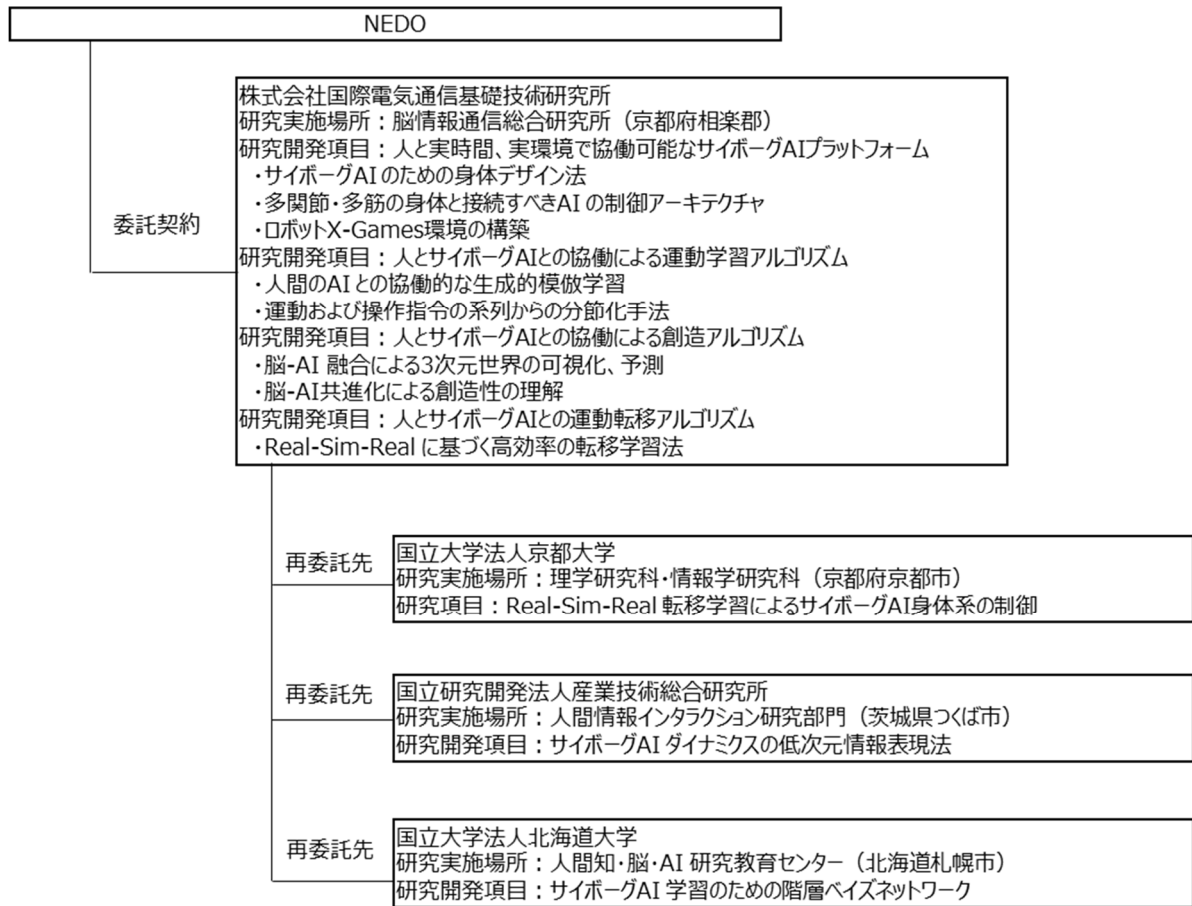 NEDO
委託契約
株式会社国際電気通信基礎技術研究所
研究実施場所：脳情報通信総合研究所（京都府相楽郡）
研究開発項目：人と実時間、実環境で協働可能なサイボーグAIプラットフォーム
・サイボーグAI のための身体デザイン法
・多関節・多筋の身体と接続すべきAI の制御アーキテクチャ
・ロボットX-Games環境の構築
研究開発項目：人とサイボーグAIとの協働による運動学習アルゴリズム
・人間のAI との協働的な生成的模倣学習
・運動および操作指令の系列からの分節化手法
研究開発項目：人とサイボーグAIとの協働による創造アルゴリズム
・脳-AI 融合による3次元世界の可視化、予測
・脳-AI共進化による創造性の理解
研究開発項目：人とサイボーグAIとの運動転移アルゴリズム
・Real-Sim-Real に基づく高効率の転移学習法
再委託先
国立大学法人京都大学
研究実施場所：理学研究科・情報学研究科（京都府京都市）
研究項目：Real-Sim-Real 転移学習によるサイボーグAI身体系の制御
再委託先
国立研究開発法人産業技術総合研究所
研究実施場所：人間情報インタラクション研究部門（茨城県つくば市）
研究開発項目：サイボーグAI ダイナミクスの低次元情報表現法
再委託先
国立大学法人北海道大学
研究実施場所：人間知・脳・AI 研究教育センター（北海道札幌市）
研究開発項目：サイボーグAI 学習のための階層ベイズネットワーク